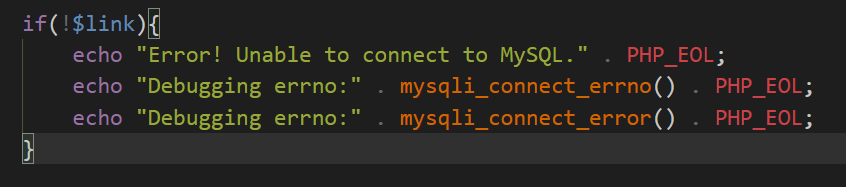 if(!$link){
echo "Error! Unable to connect to MySQL." . PHP_EOL;
echo "Debugging errno:" . mysqli_connect_errno() . PHP_EOL;
echo "Debugging errno:" . mysqli_connect_error() . PHP_EOL;
}